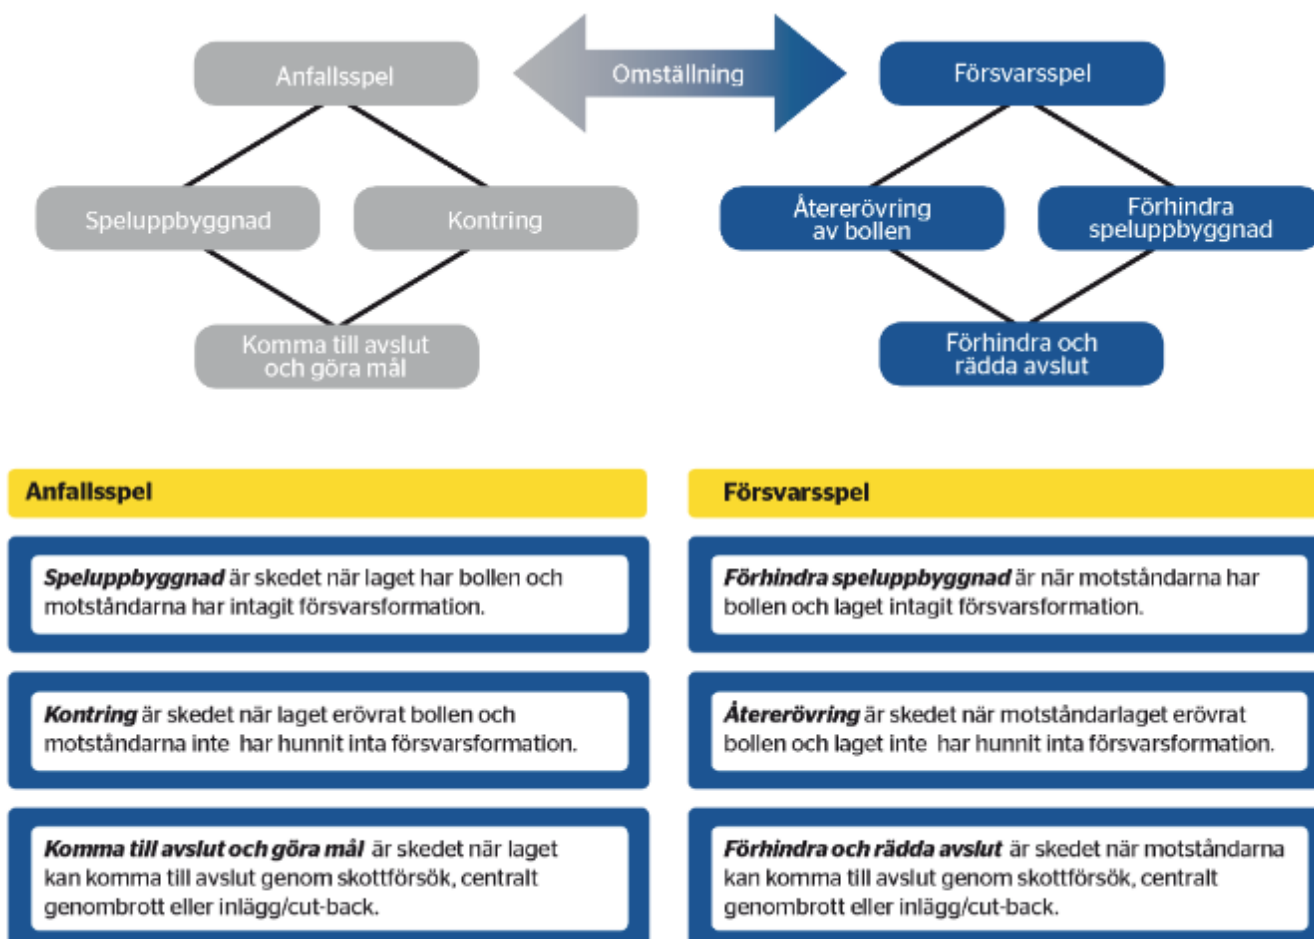 Anfallsspel
Omställning
Försvarsspel
Speluppbyggnad
Kontring
Återerövring
av bollen
Förhindra
speluppbyggnad
Komma till avslut
och göra mål
Förhindra och
rädda avslut
Anfallsspel
Speluppbyggnad är skedet när laget har bollen och
motståndarna har intagit försvarsformation.
Kontring är skedet när laget erövrat bollen och
motståndarna inte har hunnit inta försvarsformation.
Komma till avslut och göra mål är skedet när laget
kan komma till avslut genom skottförsök, centralt
genombrott eller inlägg/cut-back.
Försvarsspel
Förhindra speluppbyggnad är när motståndarna har
bollen och laget intagit försvarsformation.
Återerövring är skedet när motståndarlaget erövrat
bollen och laget inte har hunnit inta försvarsformation.
Förhindra och rädda avslut är skedet när motståndarna
kan komma till avslut genom skottförsök, centralt
genombrott eller inlägg/cut-back.